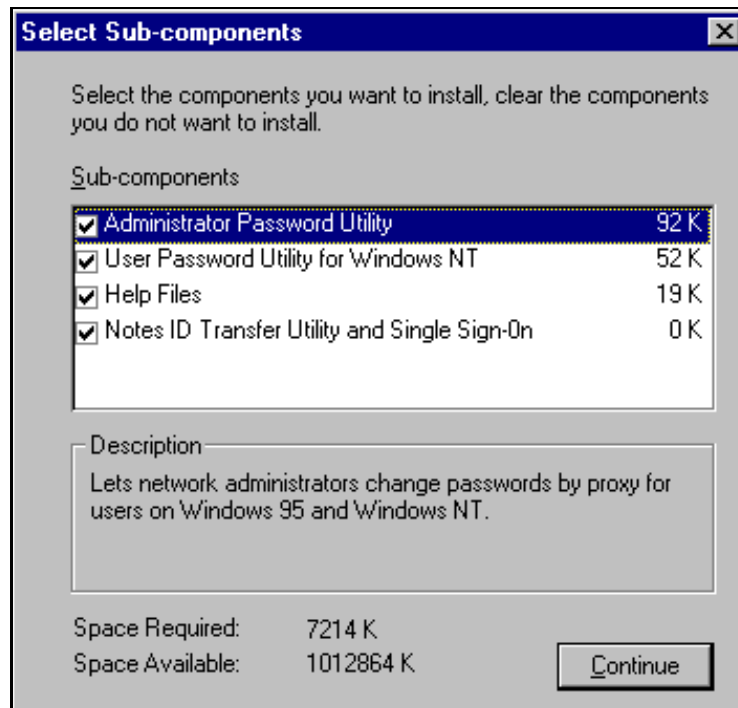 Select Sub-components
Select the components you want to install, clear the components
you do not want to install.
Sub-components
Administrator Password Utility 92 K
User Password Utility for Windows NT 52 K
Help Files 19 K
Notes ID Transfer Utility and Single Sign-On 0 K
Description
Lets network administrators change passwords by proxy for
users on Windows 95 and Windows NT.
Space Required: 7214 K
Space Available: 1012864 K
Continue